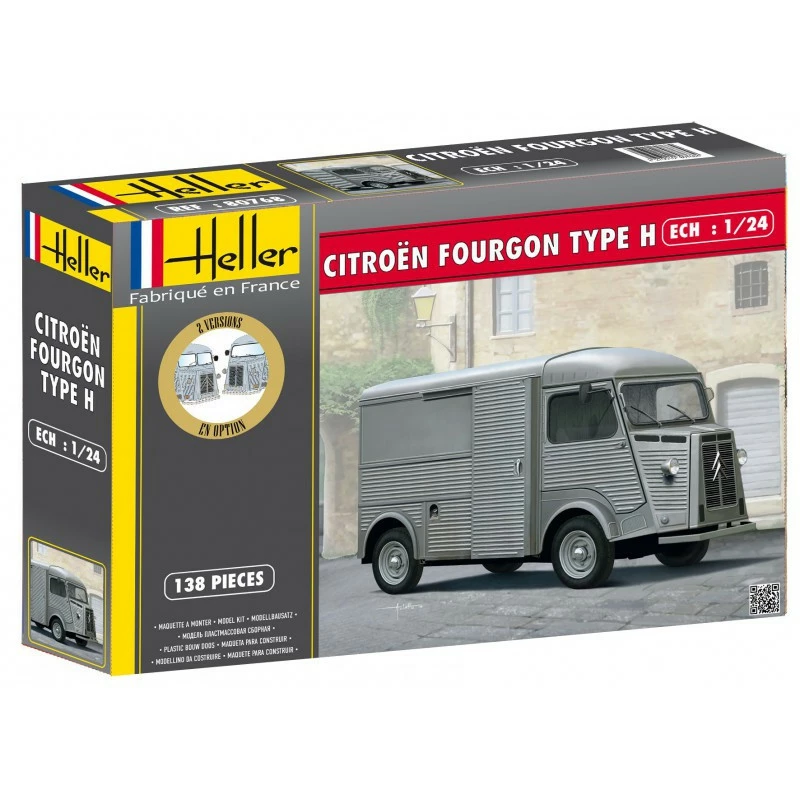 Heller
CITROËN FOURGON TYPE H
REF : 80768
ECH : 1/24
Heller
CITROËN
FOURGON
TYPE H
ECH : 1/24
Heller
Fabriqué en France
2 VERSIONS
EN OPTION
138 PIECES
MAQUETTE A MONTER • MODEL KIT • MODELLBAUSATZ •
МОДЕЛЬ ПЛАСТМАССОВАЯ СБОРНАЯ •
• PLASTIC BOUW DOOS • MAQUETA PARA CONSTRUIR •
• MODELLINO DA COSTRUIRE • MAQUETE PARA CONSTRUIR •
CITROËN FOURGON TYPE H
ECH : 1/24